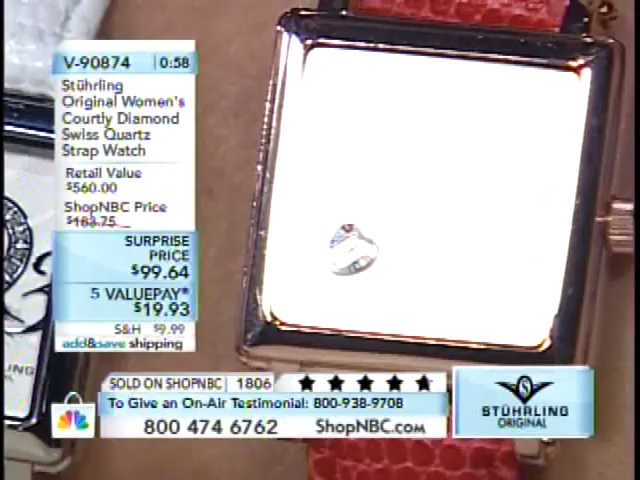 V-90874 0:58
Stührling
Original Women's
Courtly Diamond
Swiss Quartz
Strap Watch
Retail Value
$560.00
ShopNBC Price
$183.75
SURPRISE
PRICE
$99.64
5 VALUEPAY®
$19.93
S&H $9.99
add&save shipping
SOLD ON SHOPNBC 1806
To Give an On-Air Testimonial: 800-938-9708
800 474 6762 ShopNBC.com
S
STÜHRLING
ORIGINAL